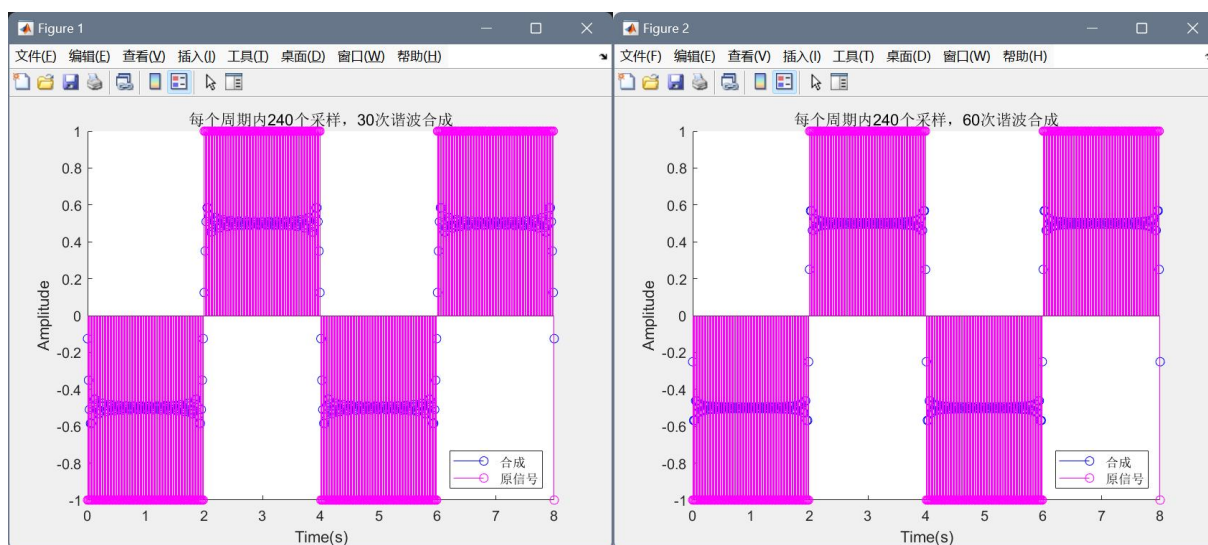 Figure 1
文件(F) 编辑(E) 查看(V) 插入(I) 工具(T) 桌面(D) 窗口(W) 帮助(H)
每个周期内240个采样，30次谐波合成
1
0.8
0.6
0.4
0.2
0
-0.2
-0.4
-0.6
-0.8
-1
Amplitude
合成
原信号
0 1 2 3 4 5 6 7 8
Time(s)
Figure 2
文件(F) 编辑(E) 查看(V) 插入(I) 工具(T) 桌面(D) 窗口(W) 帮助(H)
每个周期内240个采样，60次谐波合成
1
0.8
0.6
0.4
0.2
0
-0.2
-0.4
-0.6
-0.8
-1
Amplitude
合成
原信号
0 1 2 3 4 5 6 7 8
Time(s)